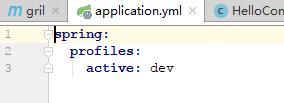 gril × application.yml × HelloCon
1 spring:
2   profiles:
3     active: dev